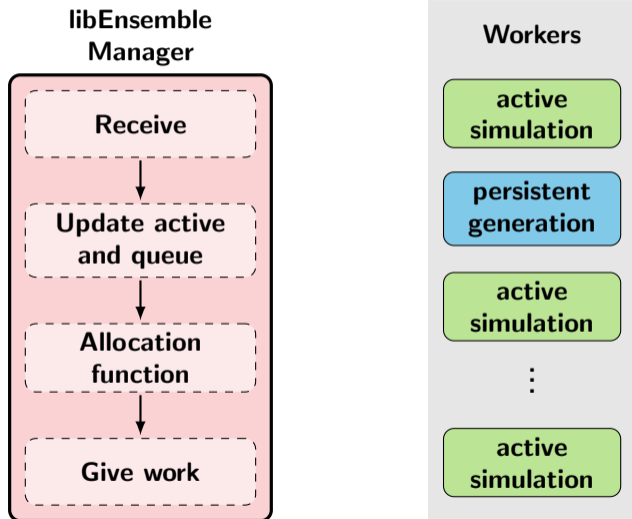 libEnsemble
Manager
Receive
Update active
and queue
Allocation
function
Give work
Workers
active
simulation
persistent
generation
active
simulation
⋮
active
simulation